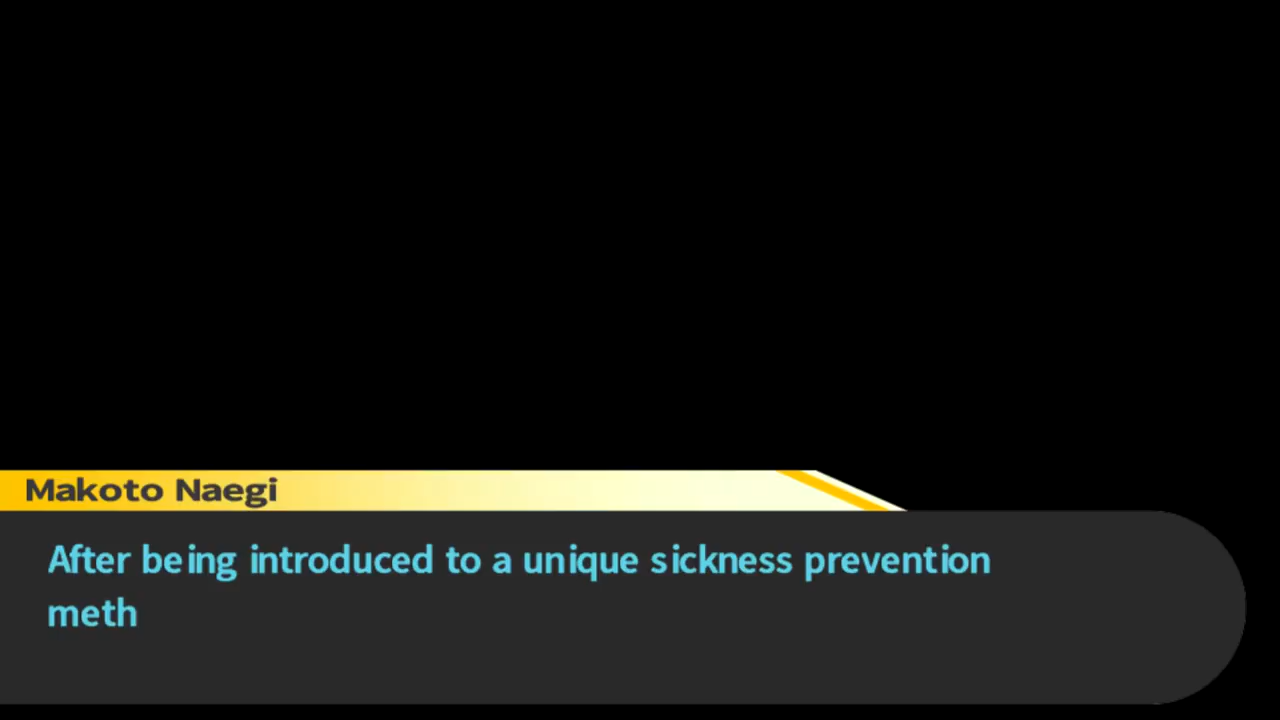 Makoto Naegi
After being introduced to a unique sickness prevention
meth